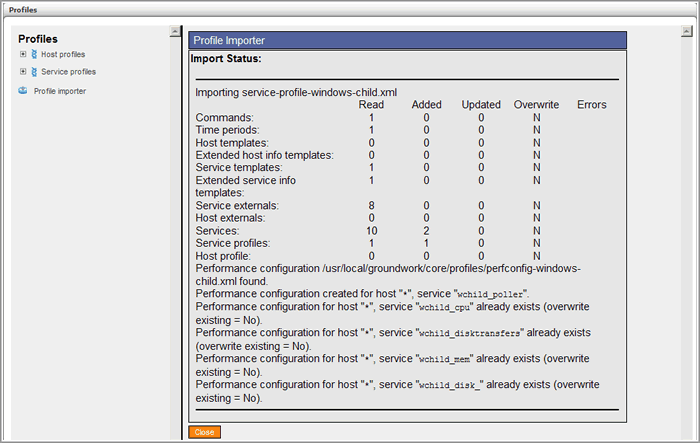 Profiles
Profiles
Host profiles
Service profiles
Profile importer
Profile Importer
Import Status:
Importing service-profile-windows-child.xml
Read Added Updated Overwrite Errors
Commands: 1 0 0 N
Time periods: 1 0 0 N
Host templates: 0 0 0 N
Extended host info templates: 0 0 0 N
Service templates: 1 0 0 N
Extended service info 1 0 0 N
templates:
Service externals: 8 0 0 N
Host externals: 0 0 0 N
Services: 10 2 0 N
Service profiles: 1 1 0 N
Host profile: 0 0 0 N
Performance configuration /usr/local/groundwork/core/profiles/perfconfig-windows-
child.xml found.
Performance configuration created for host "*", service "wchild_poller".
Performance configuration for host "*", service "wchild_cpu" already exists (overwrite
existing = No).
Performance configuration for host "*", service "wchild_disktransfers" already exists
(overwrite existing = No).
Performance configuration for host "*", service "wchild_mem" already exists (overwrite
existing = No).
Performance configuration for host "*", service "wchild_disk_" already exists (overwrite
existing = No).
Close